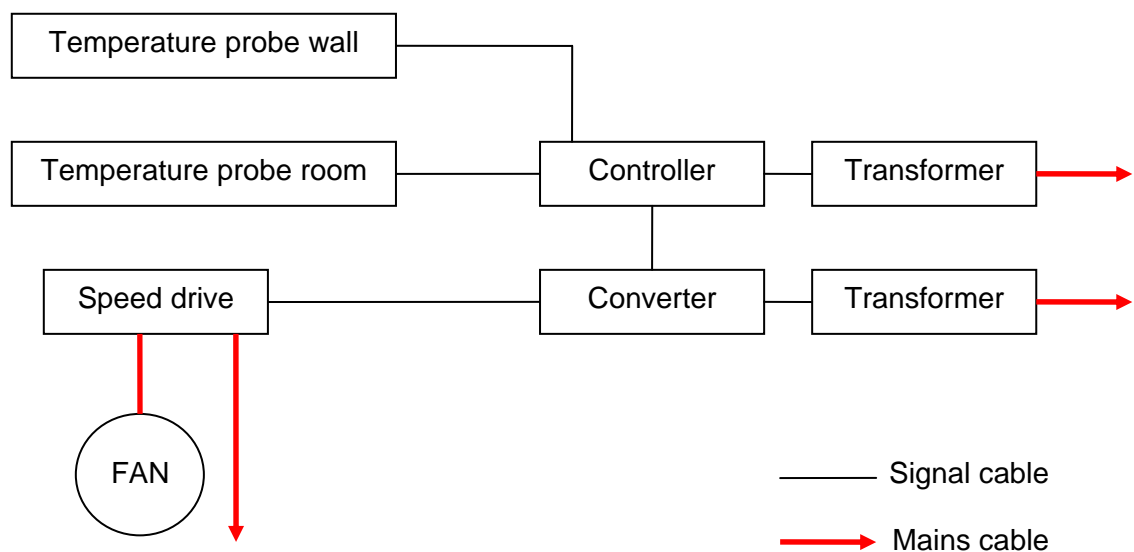 Temperature probe wall
Temperature probe room
Controller
Transformer
Speed drive
Converter
Transformer
FAN
Signal cable
Mains cable